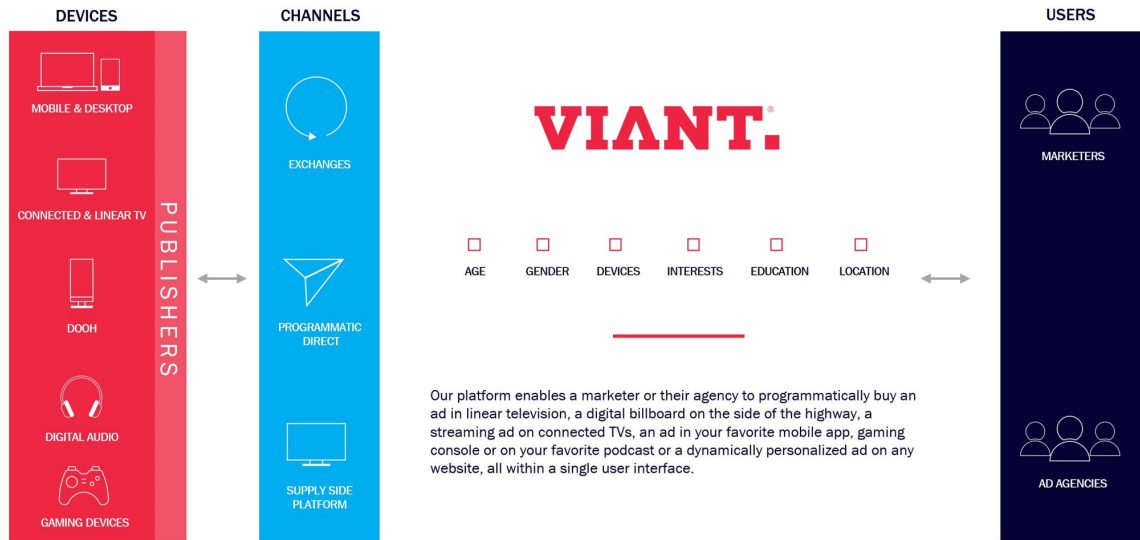 DEVICES
MOBILE & DESKTOP
CONNECTED & LINEAR TV
DOOH
DIGITAL AUDIO
GAMING DEVICES
PUBLISHERS
CHANNELS
EXCHANGES
PROGRAMMATIC
DIRECT
SUPPLY SIDE
PLATFORM
VIANT.®
AGE
GENDER
DEVICES
INTERESTS
EDUCATION
LOCATION
Our platform enables a marketer or their agency to programmatically buy an
ad in linear television, a digital billboard on the side of the highway, a
streaming ad on connected TVs, an ad in your favorite mobile app, gaming
console or on your favorite podcast or a dynamically personalized ad on any
website, all within a single user interface.
USERS
MARKETERS
AD AGENCIES